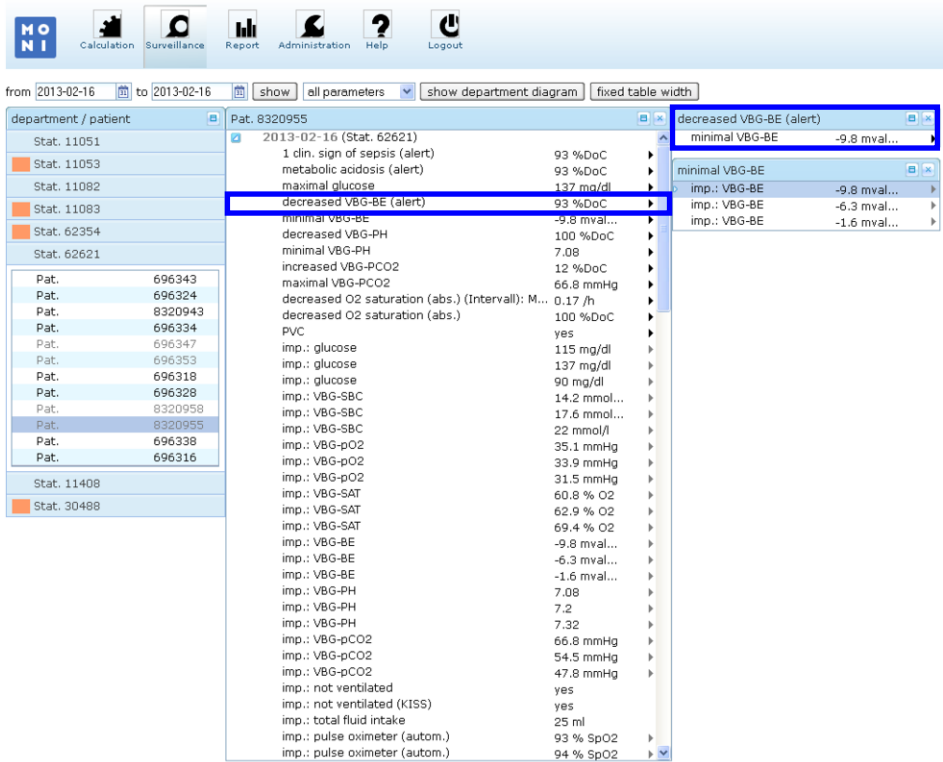 MO
NI
Calculation Surveillance Report Administration Help Logout
from 2013-02-16 to 2013-02-16 show all parameters show department diagram fixed table width
department / patient
Stat. 11051
Stat. 11053
Stat. 11082
Stat. 11083
Stat. 62354
Stat. 62621
Pat. 696343
Pat. 696324
Pat. 8320943
Pat. 696334
Pat. 696347
Pat. 696353
Pat. 696318
Pat. 696328
Pat. 8320958
Pat. 8320955
Pat. 696338
Pat. 696316
Stat. 11408
Stat. 30488
Pat. 8320955
2013-02-16 (Stat. 62621)
1 clin. sign of sepsis (alert) 93 %DoC
metabolic acidosis (alert) 93 %DoC
maximal glucose 137 mg/dl
decreased VBG-BE (alert) 93 %DoC
minimal VBG-BE -9.8 mval...
decreased VBG-PH 100 %DoC
minimal VBG-PH 7.08
increased VBG-PCO2 12 %DoC
maximal VBG-PCO2 66.8 mmHg
decreased O2 saturation (abs.) (Intervall): M... 0.17 /h
decreased O2 saturation (abs.) 100 %DoC
PVC yes
imp.: glucose 115 mg/dl
imp.: glucose 137 mg/dl
imp.: glucose 90 mg/dl
imp.: VBG-SBC 14.2 mmol...
imp.: VBG-SBC 17.6 mmol...
imp.: VBG-SBC 22 mmol/l
imp.: VBG-pO2 35.1 mmHg
imp.: VBG-pO2 33.9 mmHg
imp.: VBG-pO2 31.5 mmHg
imp.: VBG-SAT 60.8 % O2
imp.: VBG-SAT 62.9 % O2
imp.: VBG-SAT 69.4 % O2
imp.: VBG-BE -9.8 mval...
imp.: VBG-BE -6.3 mval...
imp.: VBG-BE -1.6 mval...
imp.: VBG-PH 7.08
imp.: VBG-PH 7.2
imp.: VBG-PH 7.32
imp.: VBG-pCO2 66.8 mmHg
imp.: VBG-pCO2 54.5 mmHg
imp.: VBG-pCO2 47.8 mmHg
imp.: not ventilated yes
imp.: not ventilated (KISS) yes
imp.: total fluid intake 25 ml
imp.: pulse oximeter (autom.) 93 % SpO2
imp.: pulse oximeter (autom.) 94 % SpO2
decreased VBG-BE (alert)
minimal VBG-BE -9.8 mval...
minimal VBG-BE
imp.: VBG-BE -9.8 mval...
imp.: VBG-BE -6.3 mval...
imp.: VBG-BE -1.6 mval...